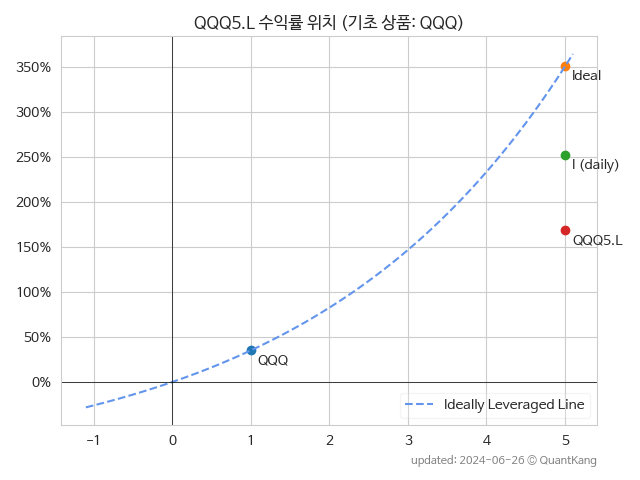 QQQ5.L 수익률 위치 (기초 상품: QQQ)
350%
300%
250%
200%
150%
100%
50%
0%
Ideal
I (daily)
QQQ5.L
QQQ
Ideally Leveraged Line
-1 0 1 2 3 4 5
updated: 2024-06-26 © QuantKang